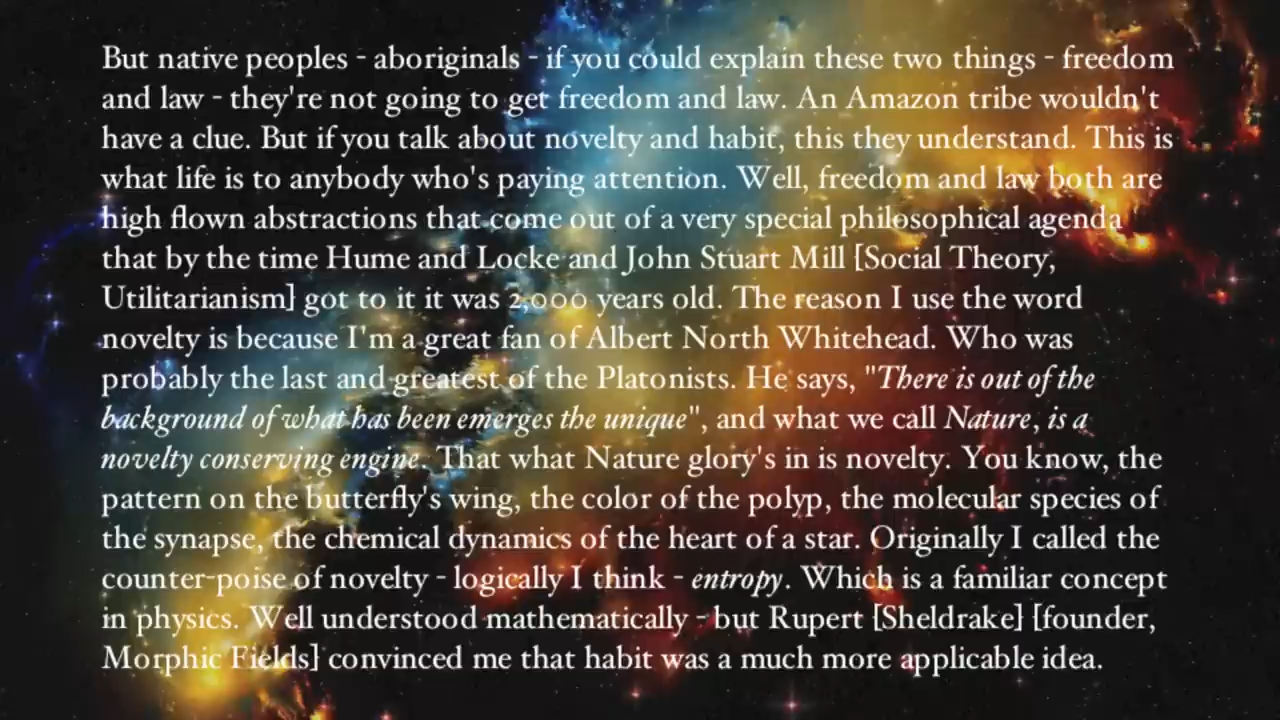 But native peoples - aboriginals - if you could explain these two things - freedom
and law - they're not going to get freedom and law. An Amazon tribe wouldn't
have a clue. But if you talk about novelty and habit, this they understand. This is
what life is to anybody who's paying attention. Well, freedom and law both are
high flown abstractions that come out of a very special philosophical agenda
that by the time Hume and Locke and John Stuart Mill [Social Theory,
Utilitarianism] got to it it was 2,000 years old. The reason I use the word
novelty is because I'm a great fan of Albert North Whitehead. Who was
probably the last and greatest of the Platonists. He says, "There is out of the
background of what has been emerges the unique", and what we call Nature, is a
novelty conserving engine. That what Nature glory's in is novelty. You know, the
pattern on the butterfly's wing, the color of the polyp, the molecular species of
the synapse, the chemical dynamics of the heart of a star. Originally I called the
counter-poise of novelty - logically I think - entropy. Which is a familiar concept
in physics. Well understood mathematically - but Rupert [Sheldrake] [founder,
Morphic Fields] convinced me that habit was a much more applicable idea.